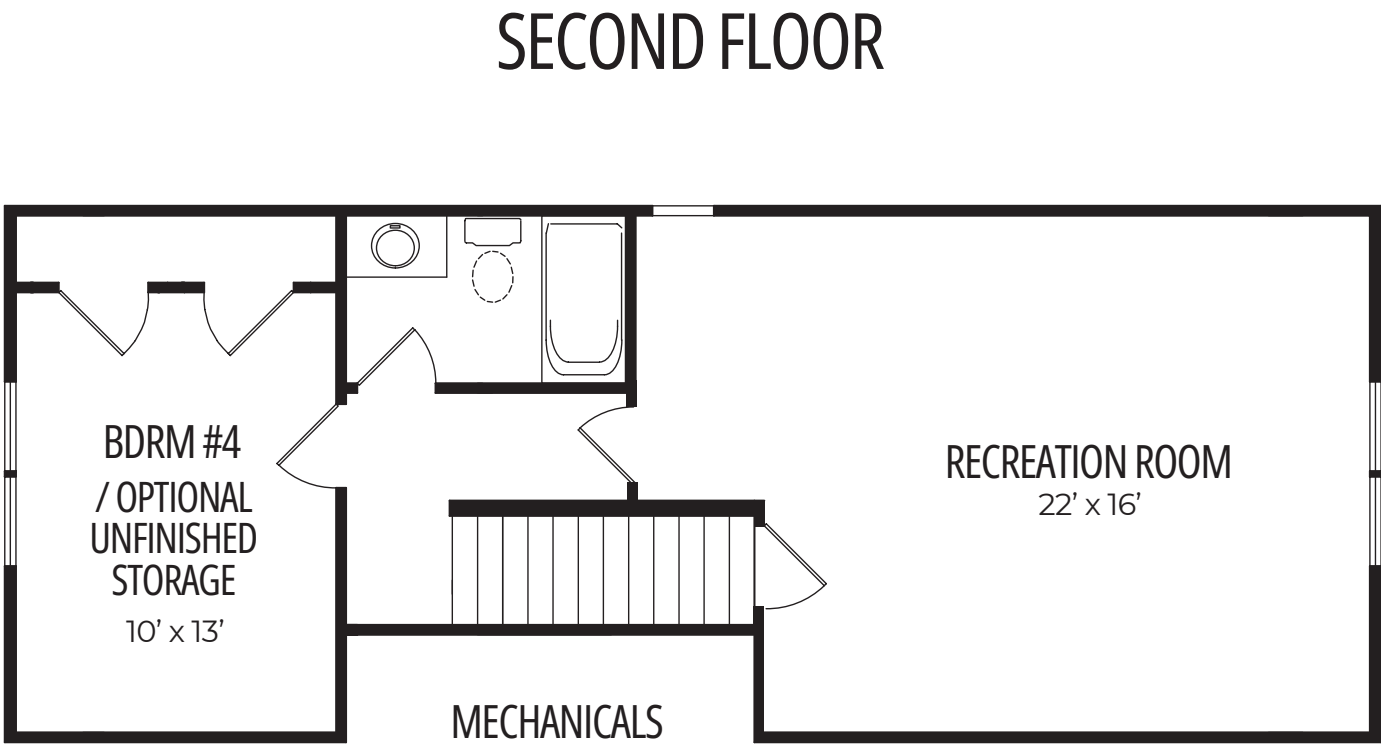 SECOND FLOOR
BDRM #4
/ OPTIONAL
UNFINISHED
STORAGE
10’ x 13’
RECREATION ROOM
22’ x 16’
MECHANICALS